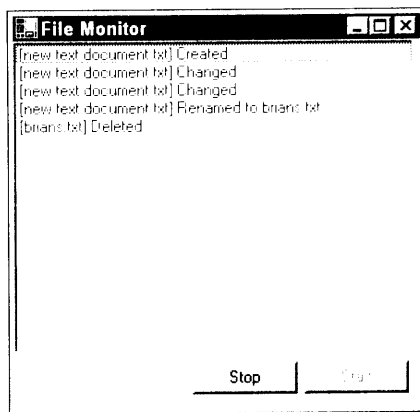 File Monitor
[new text document.txt] Created
[new text document.txt] Changed
[new text document.txt] Changed
[new text document.txt] Renamed to brians.txt
[brians.txt] Deleted
Stop
Start